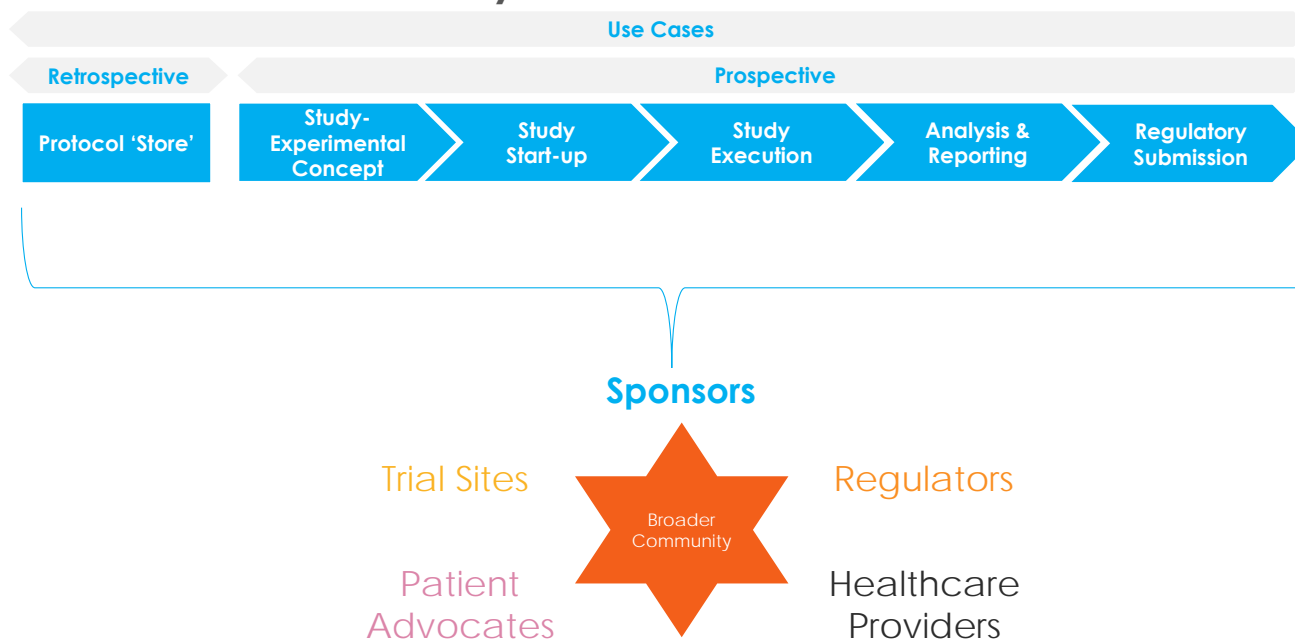 Use Cases
Retrospective
Prospective
Protocol ‘Store’
Study-
Experimental
Concept
Study
Start-up
Study
Execution
Analysis &
Reporting
Regulatory
Submission
Sponsors
Trial Sites
Regulators
Broader
Community
Patient
Advocates
Healthcare
Providers